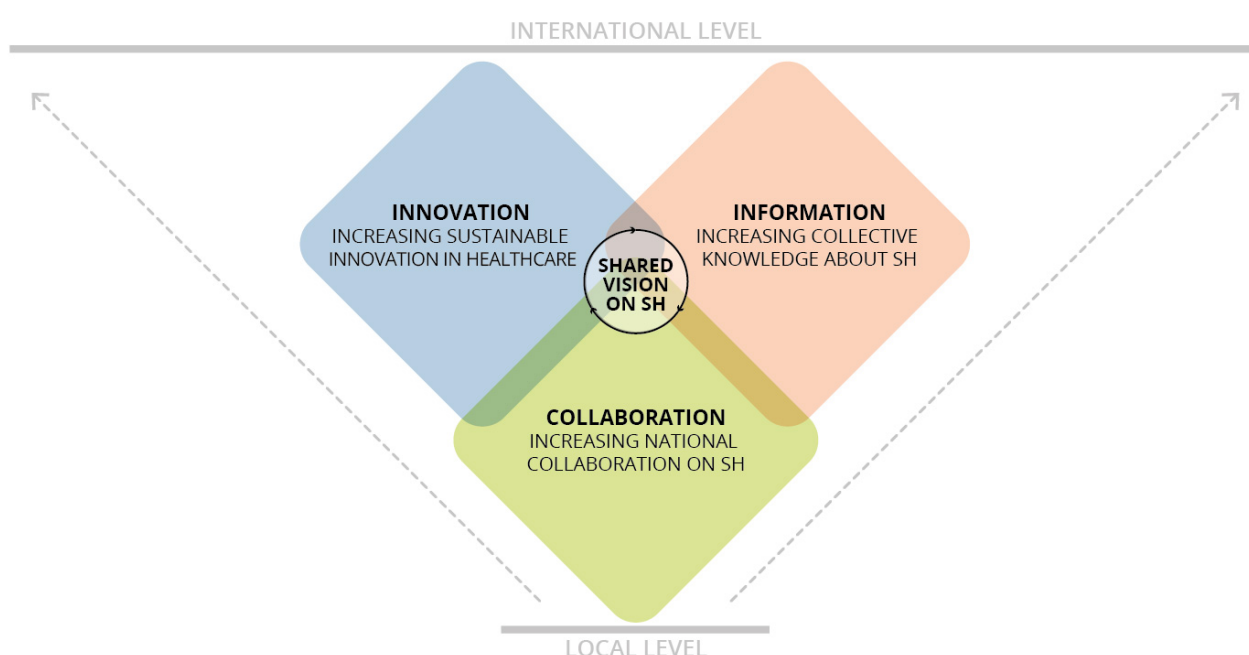 INTERNATIONAL LEVEL
INNOVATION
INCREASING SUSTAINABLE
INNOVATION IN HEALTHCARE
INFORMATION
INCREASING COLLECTIVE
KNOWLEDGE ABOUT SH
SHARED
VISION
ON SH
COLLABORATION
INCREASING NATIONAL
COLLABORATION ON SH
LOCAL LEVEL